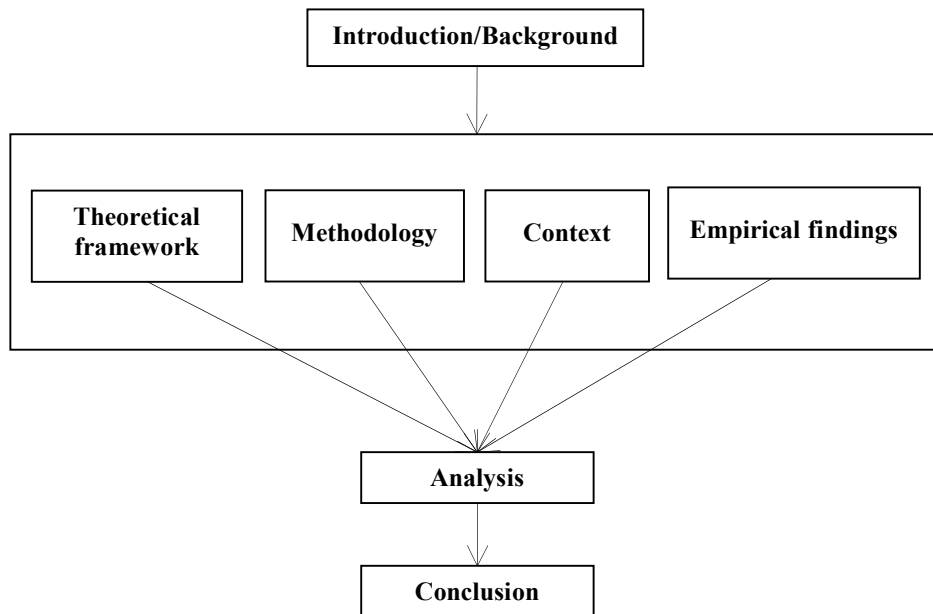 Introduction/Background
Theoretical
framework
Methodology
Context
Empirical findings
Analysis
Conclusion